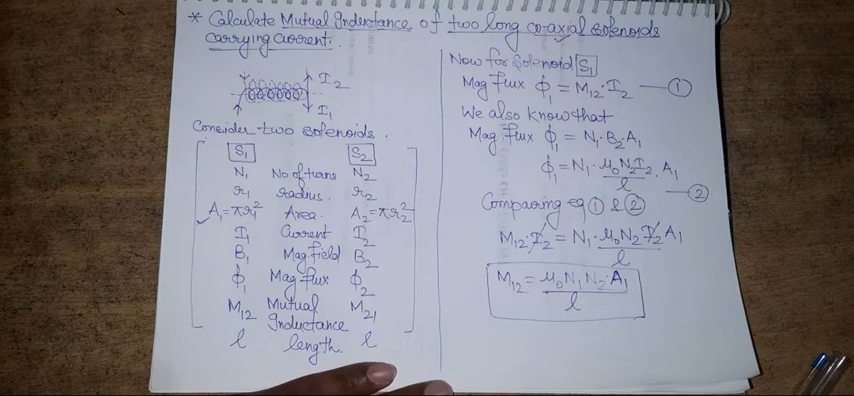 * Calculate Mutual Inductance of two long co-axial solenoids
carrying current.
I2
I1
Consider two solenoids.
S1 S2
N1 No of turns N2
r1 radius. r2
A1=πr1² Area. A2=πr2²
I1 Current I2
B1 Mag field B2
ϕ1 Mag flux ϕ2
M12 Mutual Inductance M21
l length. l
Now for solenoid S1
Mag flux ϕ1 = M12·I2 — ①
We also know that
Mag flux ϕ1 = N1·B2·A1
ϕ1 = N1·μ0N2I2·A1 / l — ②
Comparing eq ① & ②
M12·I2 = N1·μ0N2I2A1 / l
M12 = μ0N1N2·A1 / l